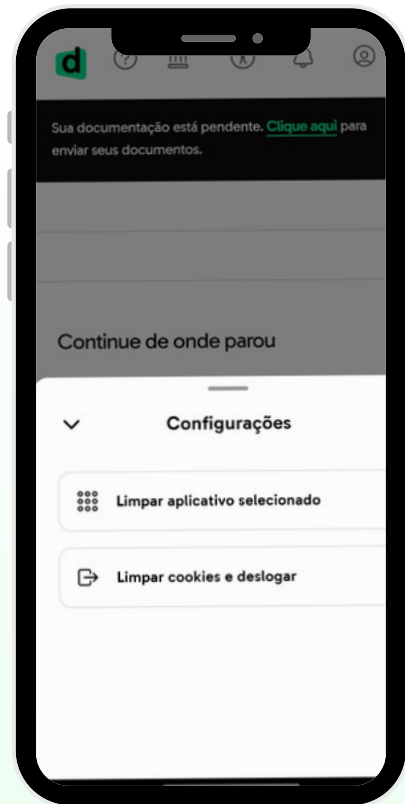 d
Sua documentação está pendente. Clique aqui para
enviar seus documentos.
Continue de onde parou
Configurações
Limpar aplicativo selecionado
Limpar cookies e deslogar